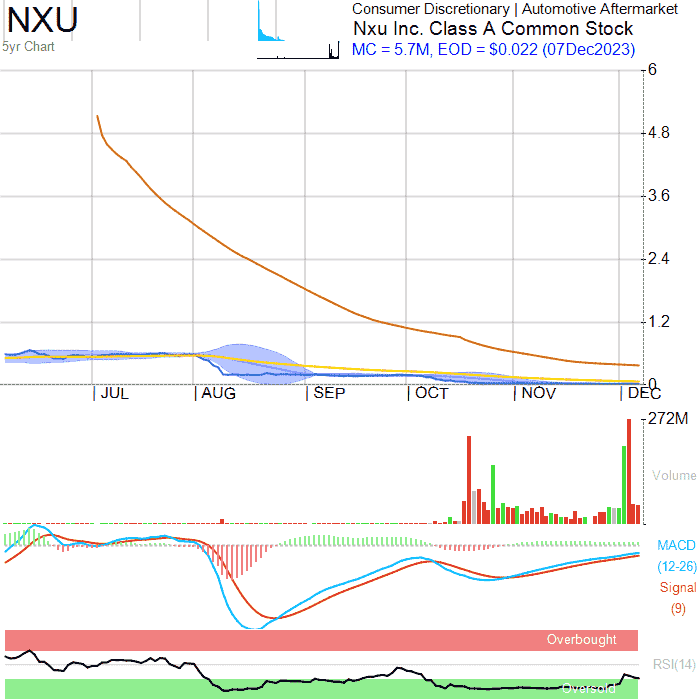 NXU
5yr Chart
Consumer Discretionary | Automotive Aftermarket
Nxu Inc. Class A Common Stock
MC = 5.7M, EOD = $0.022 (07Dec2023)
6
4.8
3.6
2.4
1.2
0
JUL
AUG
SEP
OCT
NOV
DEC
272M
Volume
MACD
(12-26)
Signal
(9)
Overbought
RSI(14)
Oversold